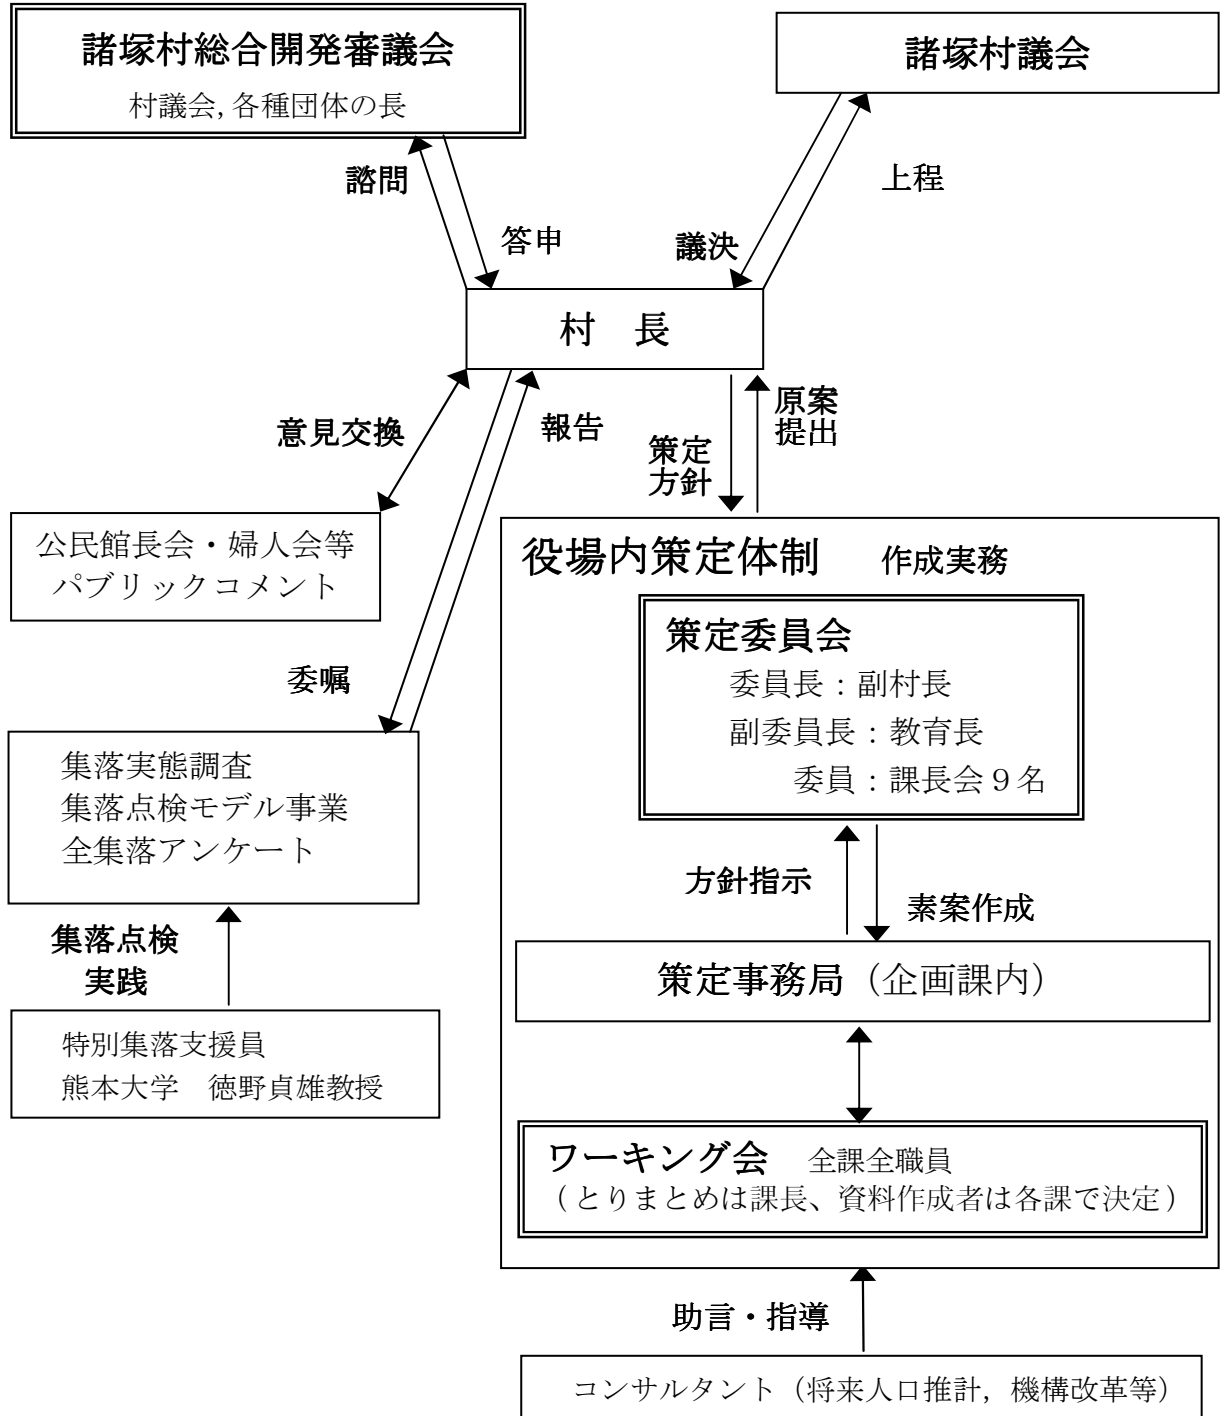 諸塚村総合開発審議会
村議会,各種団体の長
諸塚村議会
諮問
答申
議決
上程
村　長
意見交換
報告
策定
方針
原案
提出
公民館長会・婦人会等
パブリックコメント
委嘱
集落実態調査
集落点検モデル事業
全集落アンケート
集落点検
実践
特別集落支援員
熊本大学　徳野貞雄教授
役場内策定体制　作成実務
策定委員会
委員長：副村長
副委員長：教育長
委員：課長会９名
方針指示
素案作成
策定事務局（企画課内）
ワーキング会　全課全職員
（とりまとめは課長、資料作成者は各課で決定）
助言・指導
コンサルタント（将来人口推計，機構改革等）